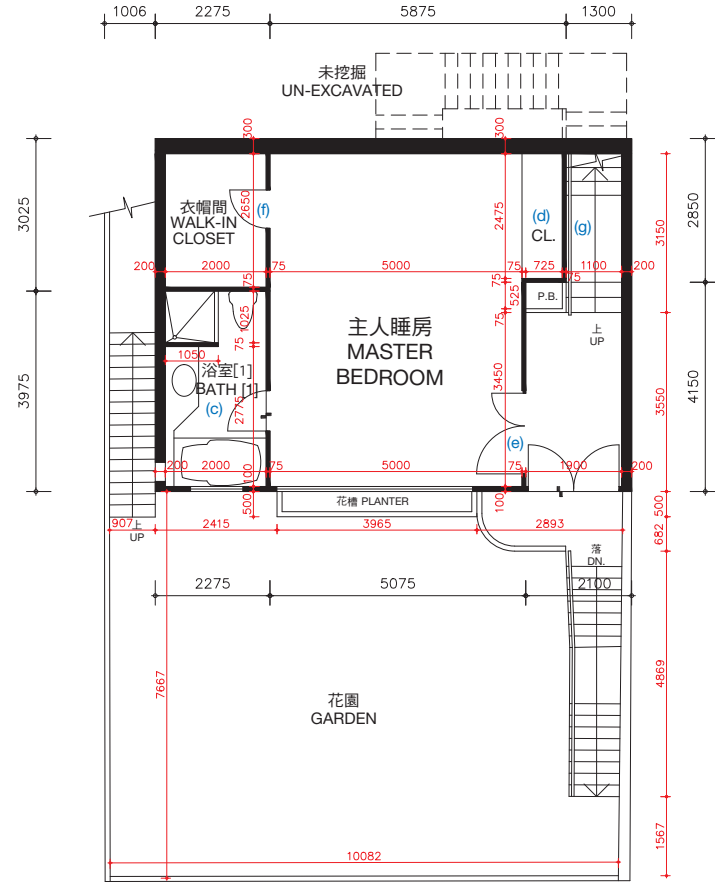 1006
2275
5875
1300
未挖掘
UN-EXCAVATED
300
300
3025
衣帽間
WALK-IN
CLOSET
2650
(f)
2475
(d)
CL.
(g)
3150
2850
200
2000
75
5000
75
725
75
1100
200
75
75
525
P.B.
1025
75
75
上
UP
主人睡房
MASTER
BEDROOM
1050
浴室[1]
BATH [1]
(c)
2775
3450
3975
3550
4150
(e)
200
2000
75
5000
75
1900
200
100
100
花槽 PLANTER
500
500
907
上
UP
2415
3965
2893
682
落
DN.
2275
5075
2100
7667
4869
花園
GARDEN
1567
10082